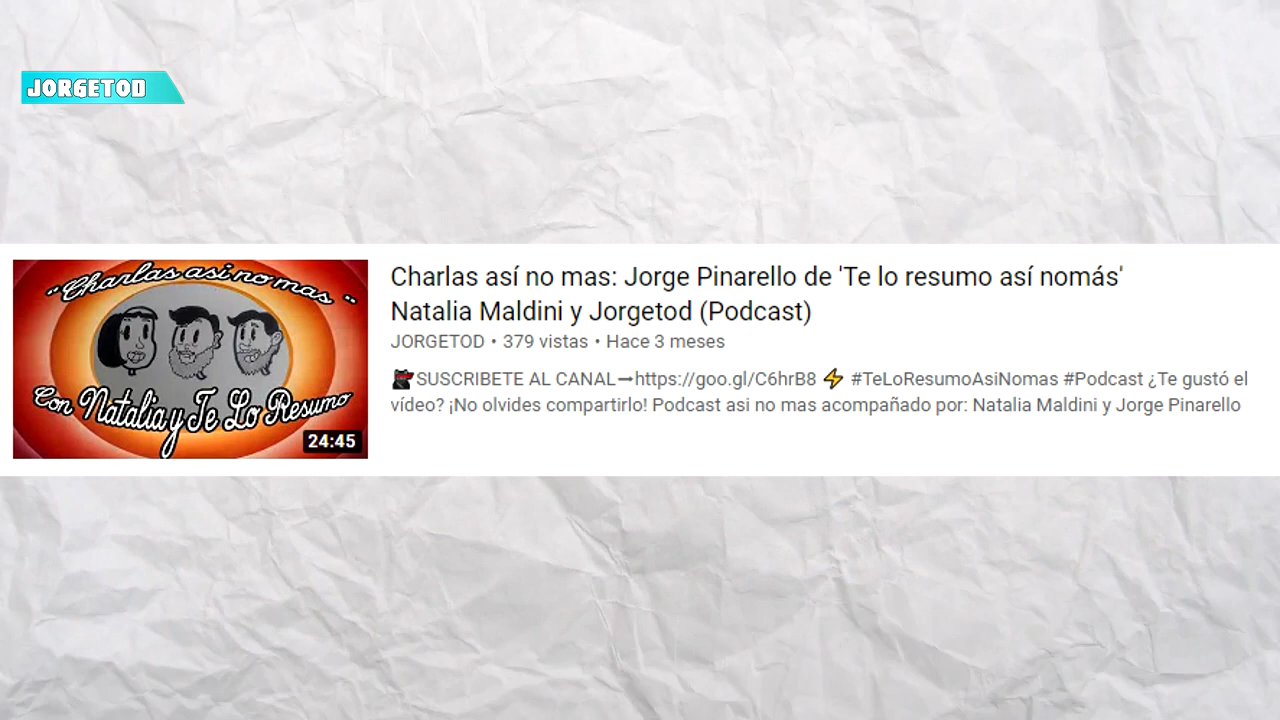 JORGETOD
"Charlas asi no mas"
Con Natalia y Te Lo Resumo
24:45
Charlas así no mas: Jorge Pinarello de 'Te lo resumo así nomás'
Natalia Maldini y Jorgetod (Podcast)
JORGETOD • 379 vistas • Hace 3 meses
SUSCRIBETE AL CANAL➞https://goo.gl/C6hrB8 ⚡ #TeLoResumoAsiNomas #Podcast ¿Te gustó el
vídeo? ¡No olvides compartirlo! Podcast asi no mas acompañado por: Natalia Maldini y Jorge Pinarello